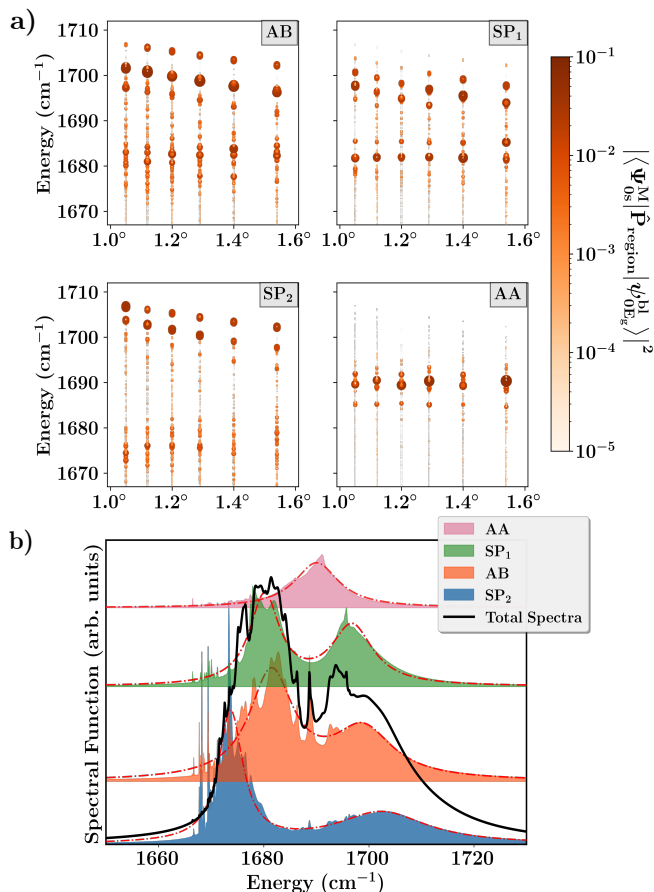 a)
AB
SP₁
1710
1700
1690
1680
1670
Energy (cm⁻¹)
1.0° 1.2° 1.4° 1.6°
1.0° 1.2° 1.4° 1.6°
SP₂
AA
1710
1700
1690
1680
1670
Energy (cm⁻¹)
1.0° 1.2° 1.4° 1.6°
1.0° 1.2° 1.4° 1.6°
10⁻¹
10⁻²
10⁻³
10⁻⁴
10⁻⁵
|⟨Ψ₀ₛᴹ|P̂_region|ψ_{0E_g}^{bl}⟩|²
b)
AA
SP₁
AB
SP₂
Total Spectra
Spectral Function (arb. units)
1660 1680 1700 1720
Energy (cm⁻¹)